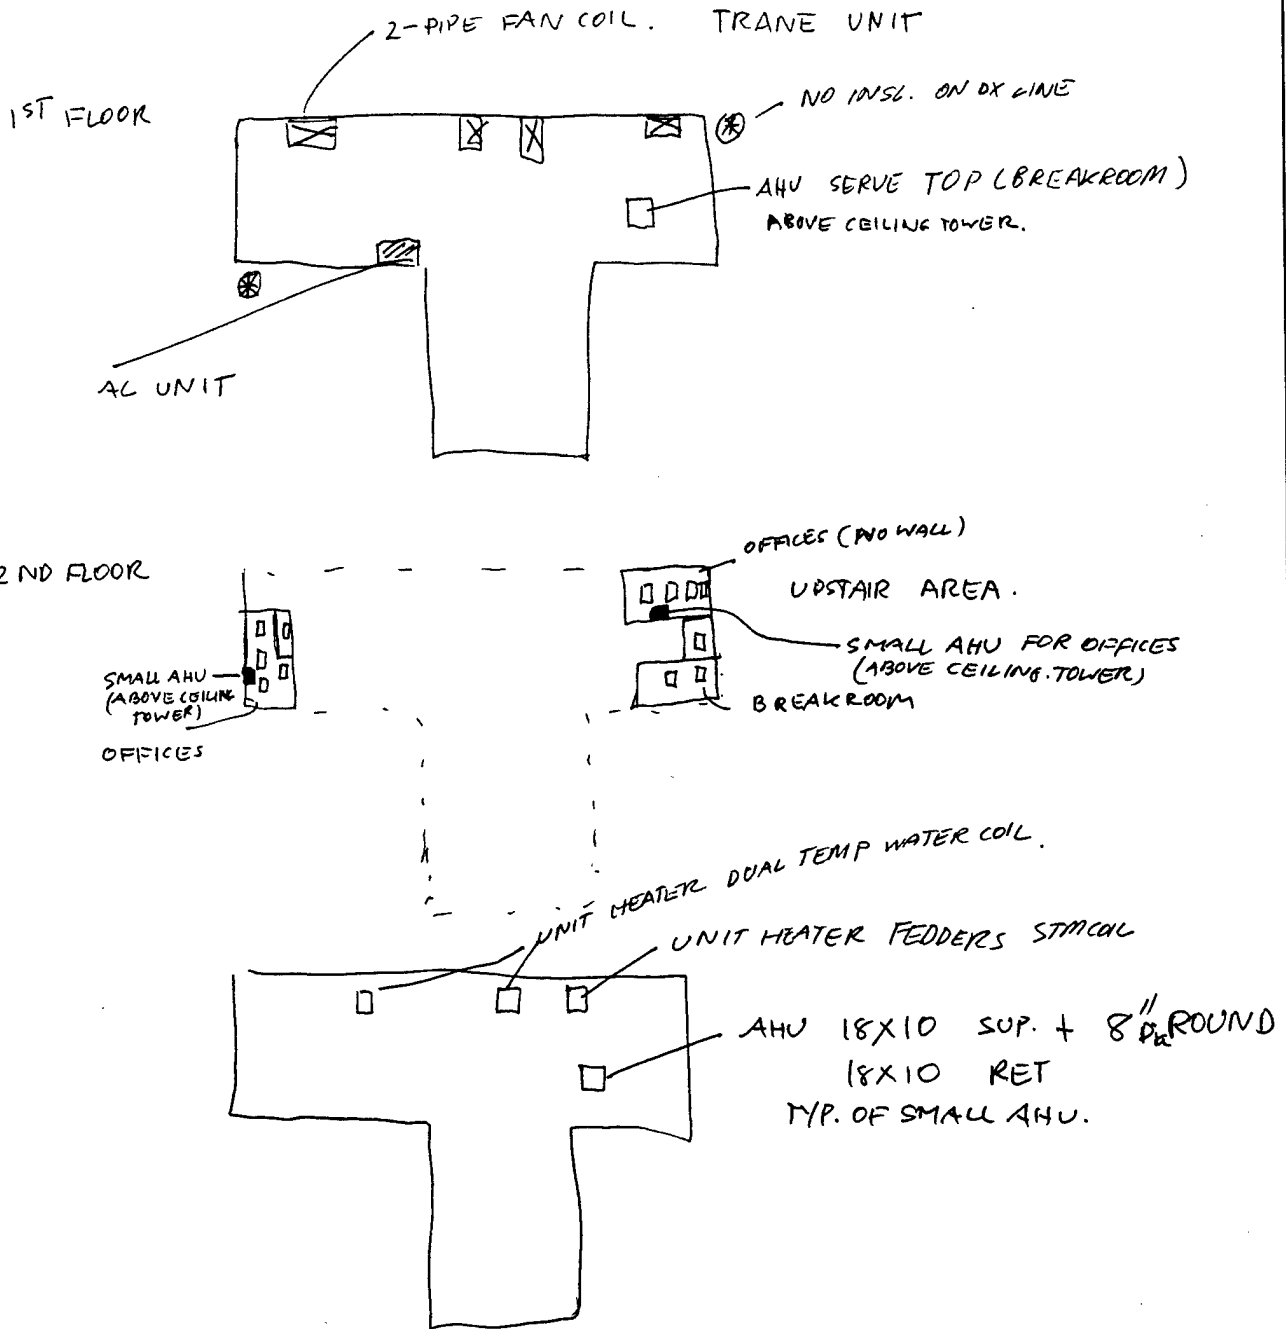 2-PIPE FAN COIL. TRANE UNIT
1ST FLOOR
NO INSL. ON DX LINE
AHU SERVE TOP (BREAKROOM)
ABOVE CEILING TOWER.
AC UNIT
2ND FLOOR
OFFICES (NO WALL)
UPSTAIR AREA.
SMALL AHU FOR OFFICES
(ABOVE CEILING.TOWER)
BREAKROOM
SMALL AHU
(ABOVE CEILING
TOWER)
OFFICES
UNIT HEATER DUAL TEMP WATER COIL.
UNIT HEATER FEDDERS STM COIL
AHU 18X10 SUP. + 8" ROUND
18X10 RET
TYP. OF SMALL AHU.